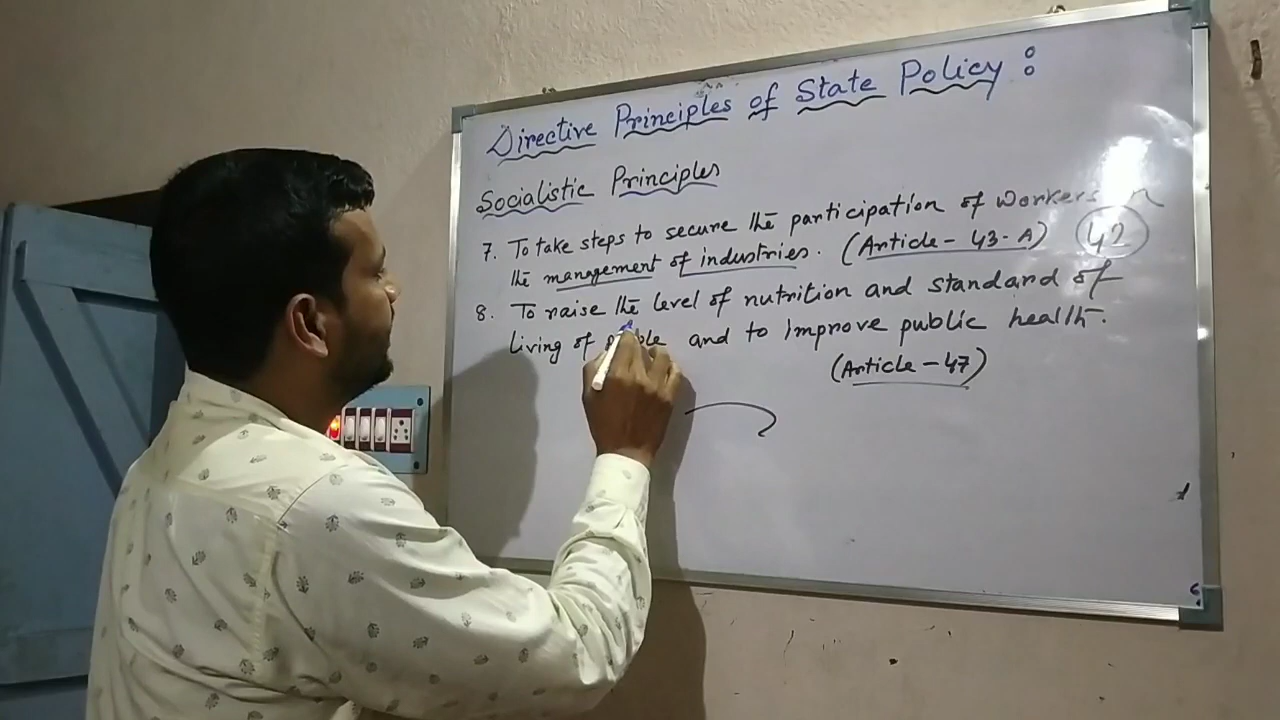 Directive Principles of State Policy :
Socialistic Principles
7. To take steps to secure the participation of workers in
the management of industries. (Article - 43-A) 42
8. To raise the level of nutrition and standard of
living of and to improve public health.
(Article - 47)